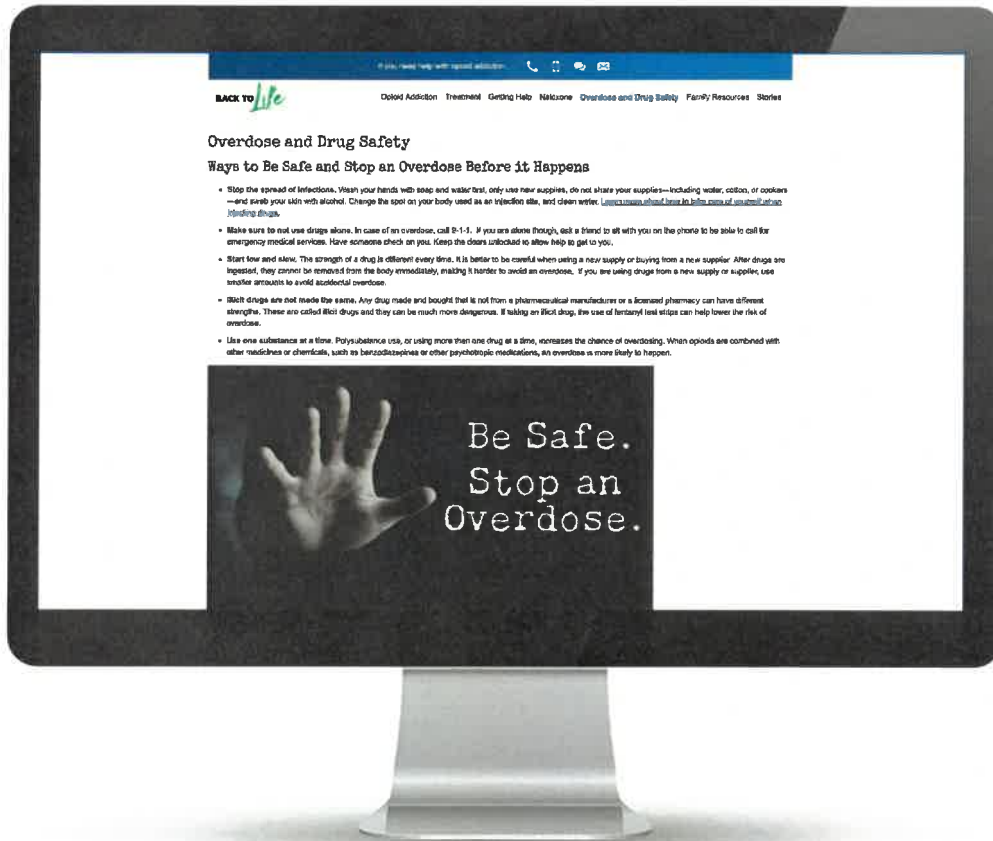 If you need help with opioid addiction...
BACK TO Life
Opioid Addiction Treatment Getting Help Naloxone Overdose and Drug Safety Family Resources Stories
Overdose and Drug Safety
Ways to Be Safe and Stop an Overdose Before it Happens
• Stop the spread of infections. Wash your hands with soap and water first, only use new supplies, do not share your supplies—including water, cotton, or cookers
—and swab your skin with alcohol. Change the spot on your body used as an injection site, and clean water. Learn more about how to take care of yourself when
injecting drugs.
• Make sure to not use drugs alone. In case of an overdose, call 9-1-1. If you are alone though, ask a friend to sit with you on the phone to be able to call for
emergency medical services. Have someone check on you. Keep the doors unlocked to allow help to get to you.
• Start low and slow. The strength of a drug is different every time. It is better to be careful when using a new supply or buying from a new supplier. After drugs are
ingested, they cannot be removed from the body immediately, making it harder to avoid an overdose. If you are using drugs from a new supply or supplier, use
smaller amounts to avoid accidental overdose.
• Illicit drugs are not made the same. Any drug made and bought that is not from a pharmaceutical manufacturer or a licensed pharmacy can have different
strengths. These are called illicit drugs and they can be much more dangerous. If taking an illicit drug, the use of fentanyl test strips can help lower the risk of
overdose.
• Use one substance at a time. Polysubstance use, or using more than one drug at a time, increases the chance of overdosing. When opioids are combined with
other medicines or chemicals, such as benzodiazepines or other psychotropic medications, an overdose is more likely to happen.
Be Safe.
Stop an
Overdose.